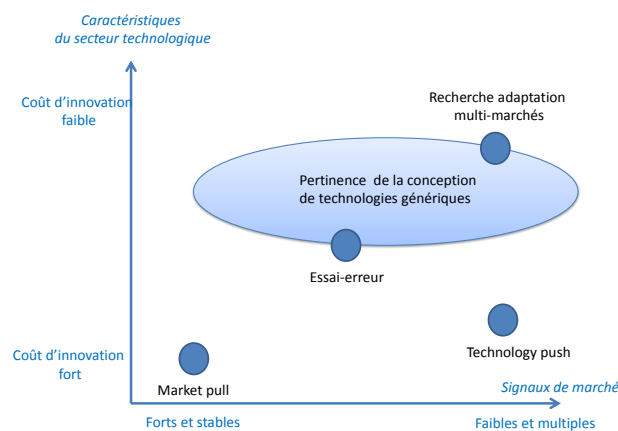 Caractéristiques
du secteur technologique
Coût d'innovation
faible
Recherche adaptation
multi-marchés
Pertinence de la conception
de technologies génériques
Essai-erreur
Coût d'innovation
fort
Technology push
Market pull
Signaux de marché
Forts et stables
Faibles et multiples